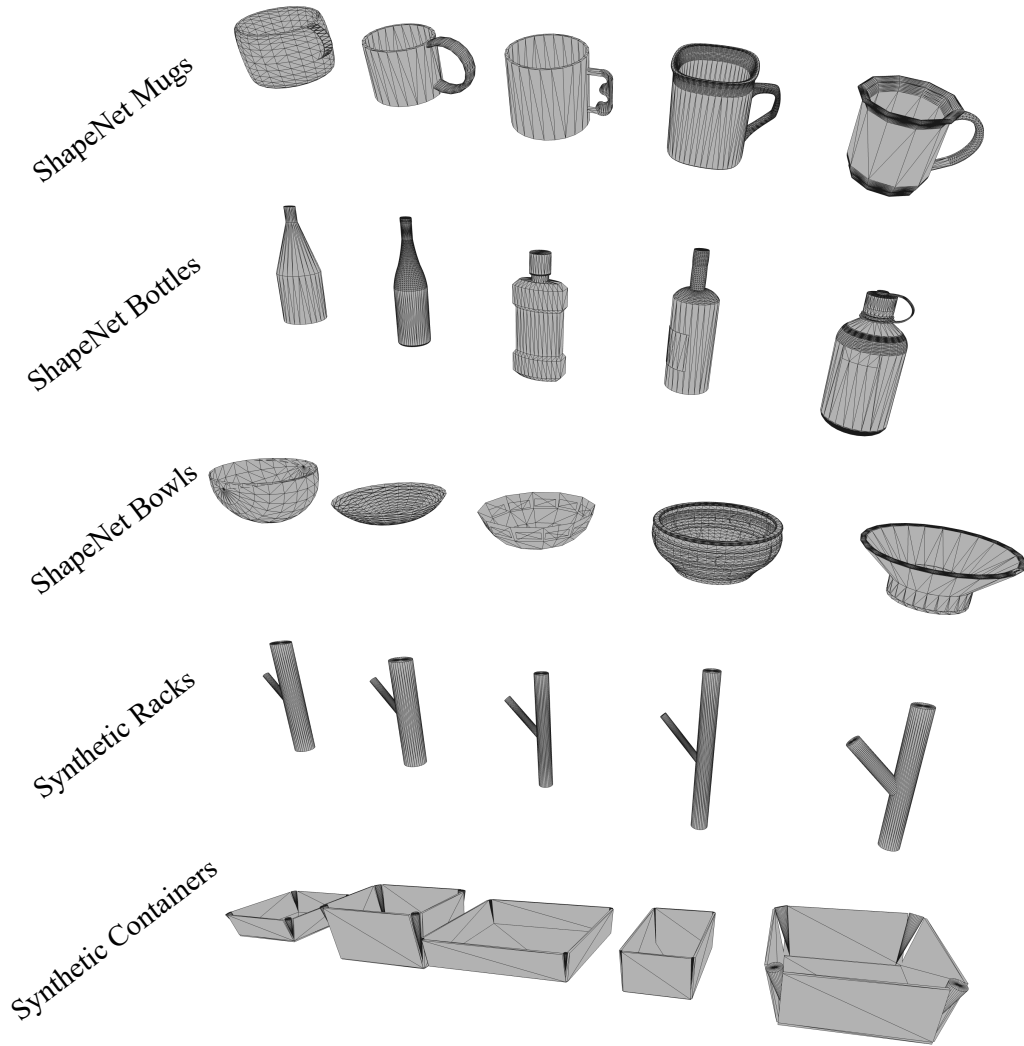 ShapeNet Mugs
ShapeNet Bottles
ShapeNet Bowls
Synthetic Racks
Synthetic Containers